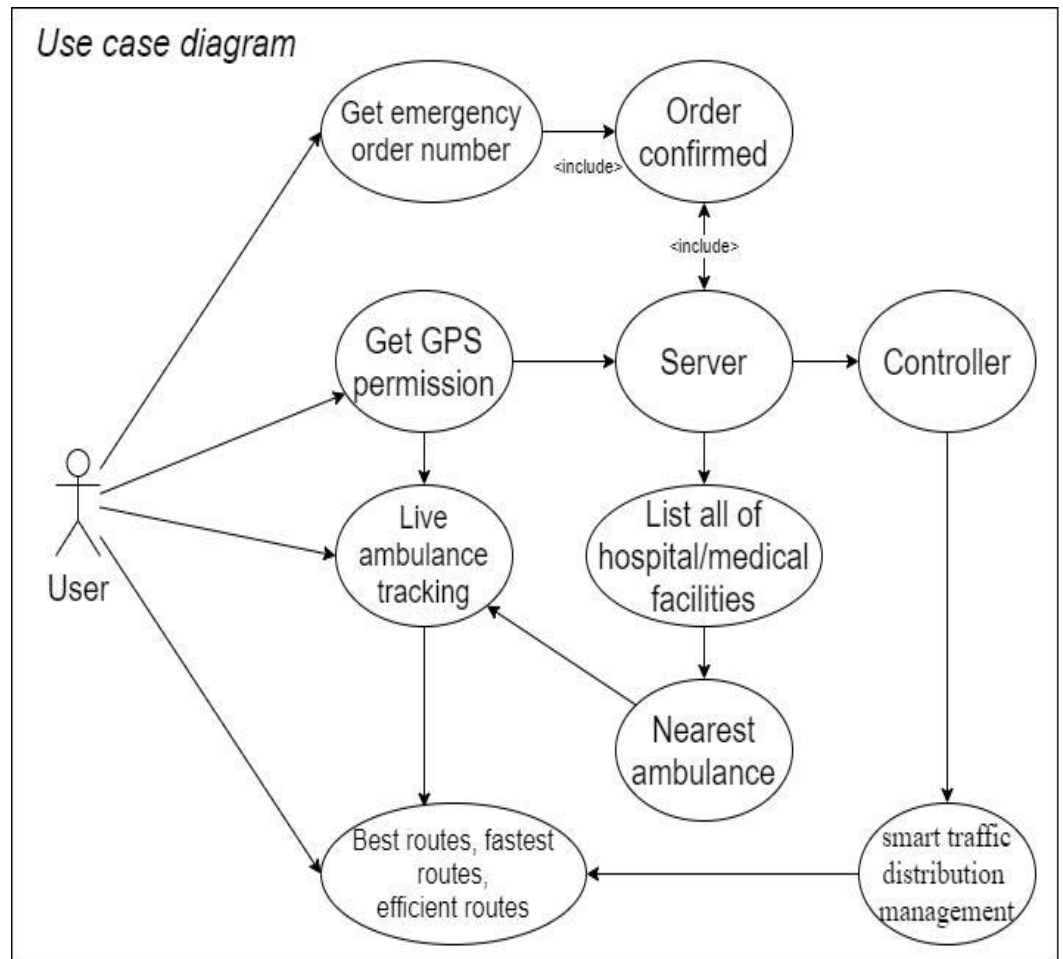 Use case diagram
Get emergency
order number
<include>
Order
confirmed
<include>
Get GPS
permission
Server
Controller
User
Live
ambulance
tracking
List all of
hospital/medical
facilities
Nearest
ambulance
Best routes, fastest
routes,
efficient routes
smart traffic
distribution
management